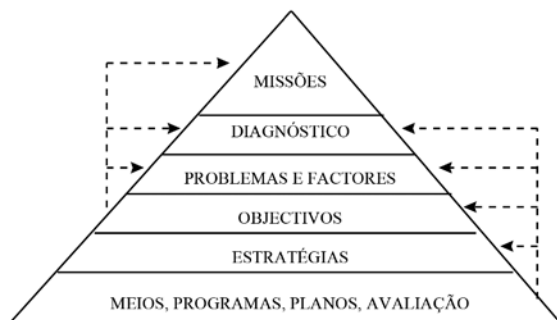 MISSÕES
DIAGNÓSTICO
PROBLEMAS E FACTORES
OBJECTIVOS
ESTRATÉGIAS
MEIOS, PROGRAMAS, PLANOS, AVALIAÇÃO